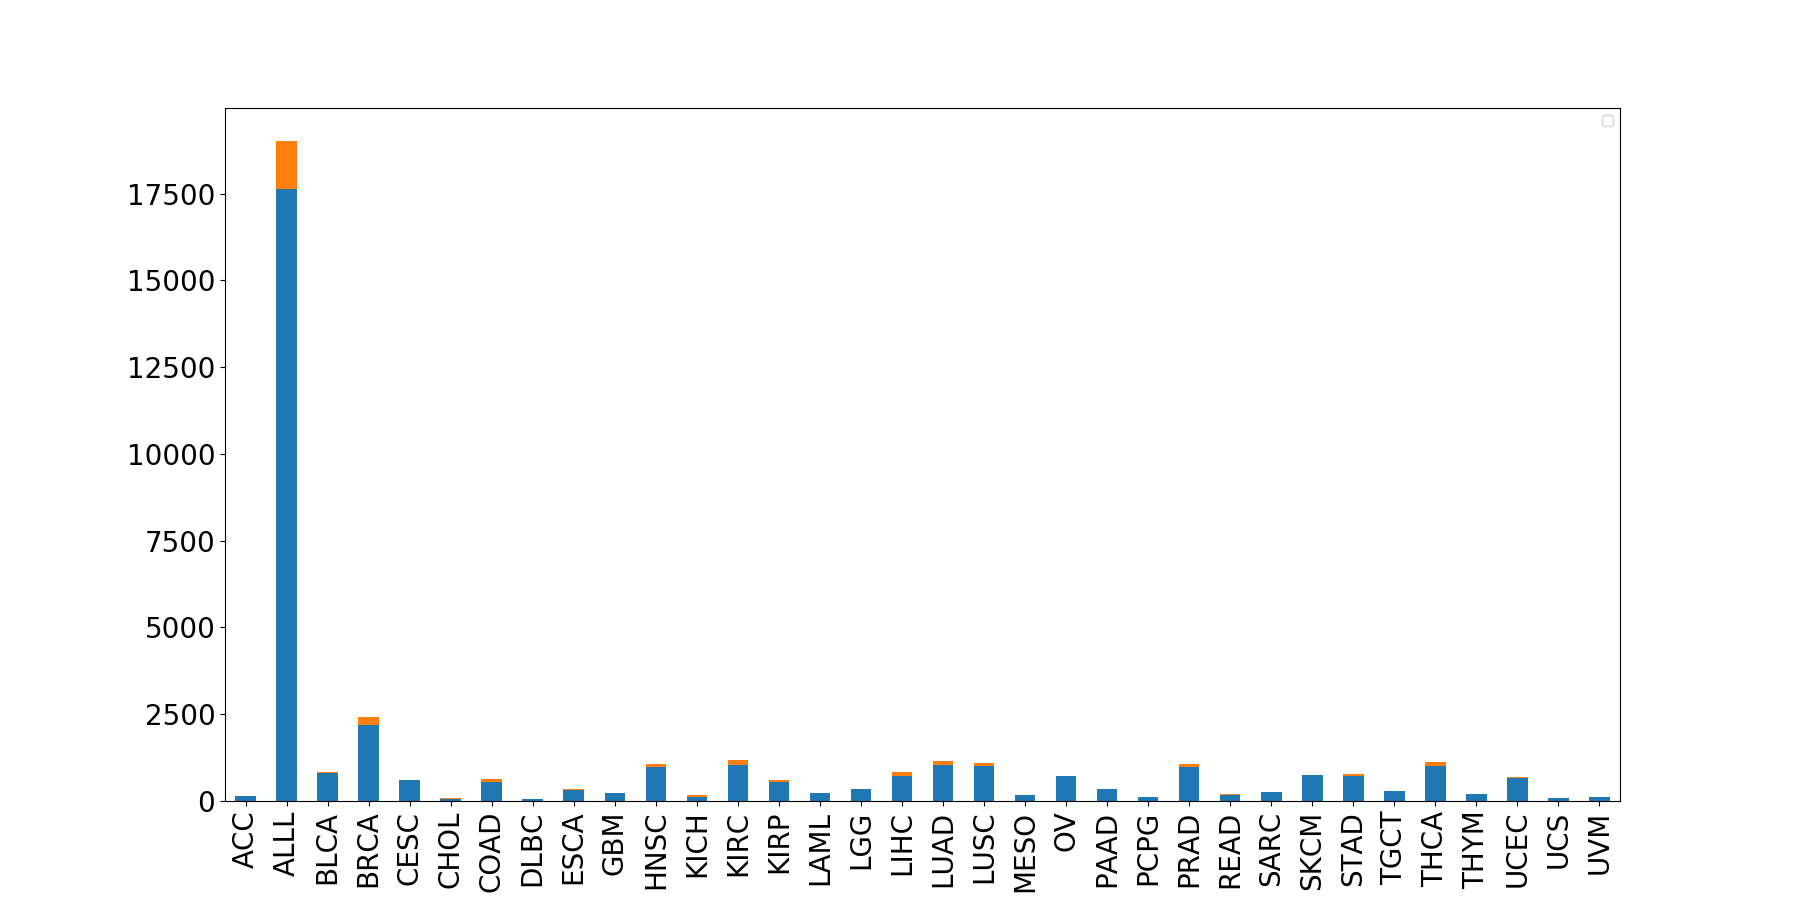 17500
15000
12500
10000
7500
5000
2500
0
ACC
ALLL
BLCA
BRCA
CESC
CHOL
COAD
DLBC
ESCA
GBM
HNSC
KICH
KIRC
KIRP
LAML
LGG
LIHC
LUAD
LUSC
MESO
OV
PAAD
PCPG
PRAD
READ
SARC
SKCM
STAD
TGCT
THCA
THYM
UCEC
UCS
UVM